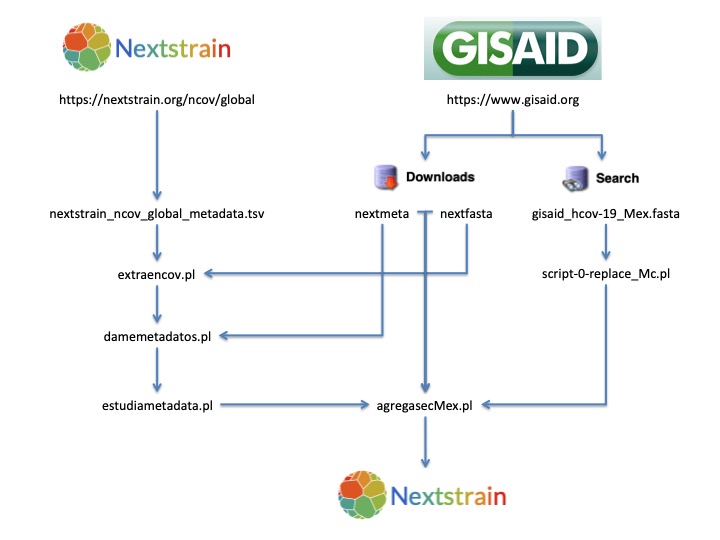 Nextstrain
GISAID
https://nextstrain.org/ncov/global
https://www.gisaid.org
Downloads
Search
nextstrain_ncov_global_metadata.tsv
nextmeta
nextfasta
gisaid_hcov-19_Mex.fasta
extraencov.pl
script-0-replace_Mc.pl
damemetadatos.pl
estudiametadata.pl
agregasecMex.pl
Nextstrain